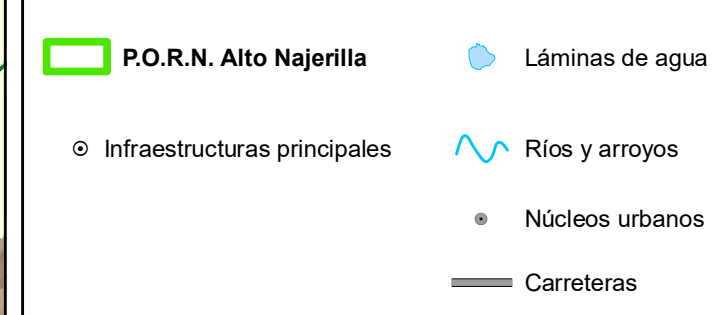 P.O.R.N. Alto Najerilla
Infraestructuras principales
Láminas de agua
Ríos y arroyos
Núcleos urbanos
Carreteras